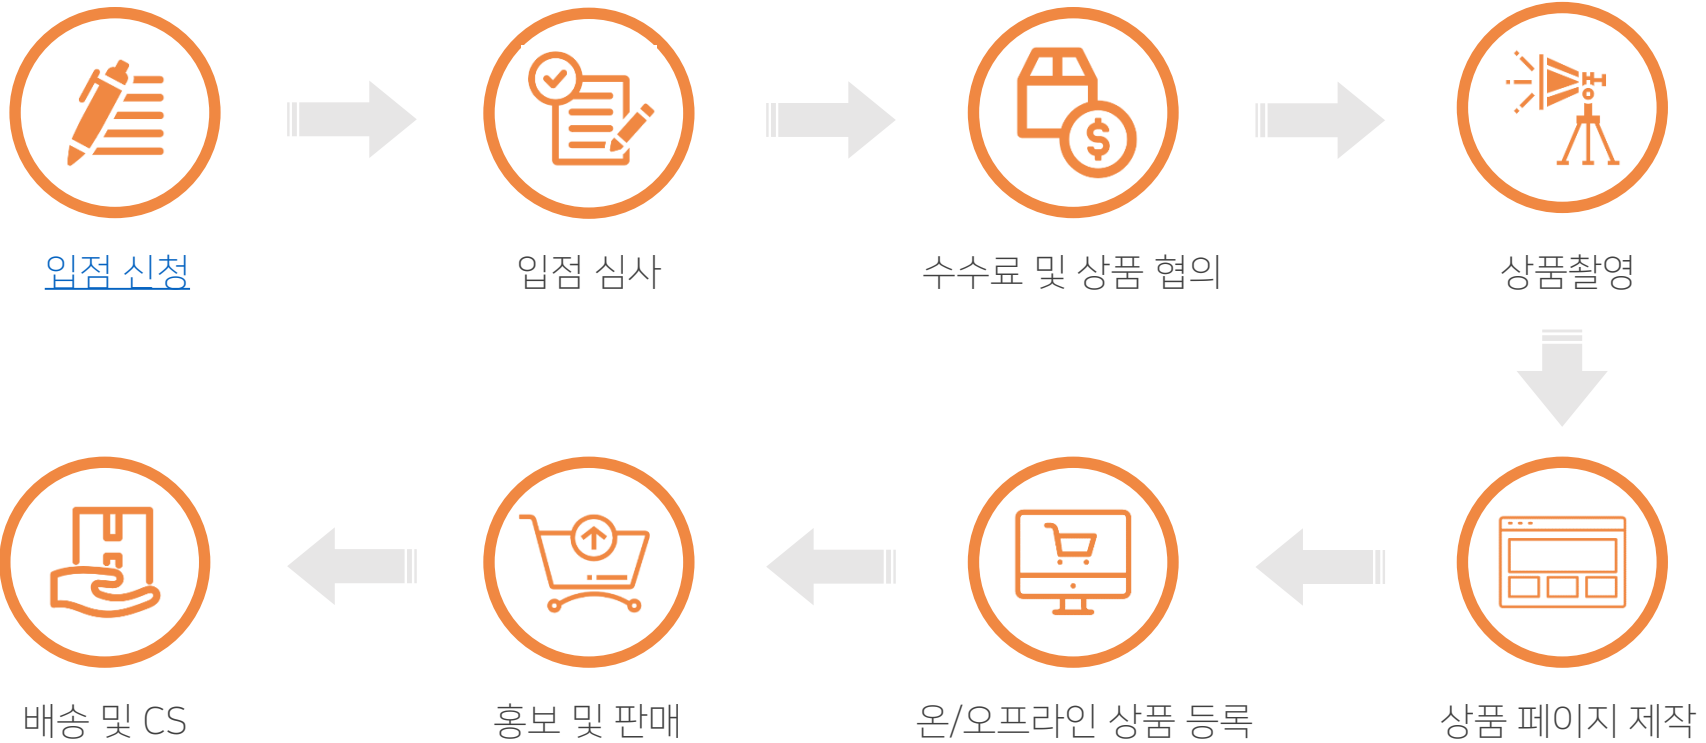 입점 신청
입점 심사
수수료 및 상품 협의
상품촬영
상품 페이지 제작
온/오프라인 상품 등록
홍보 및 판매
배송 및 CS